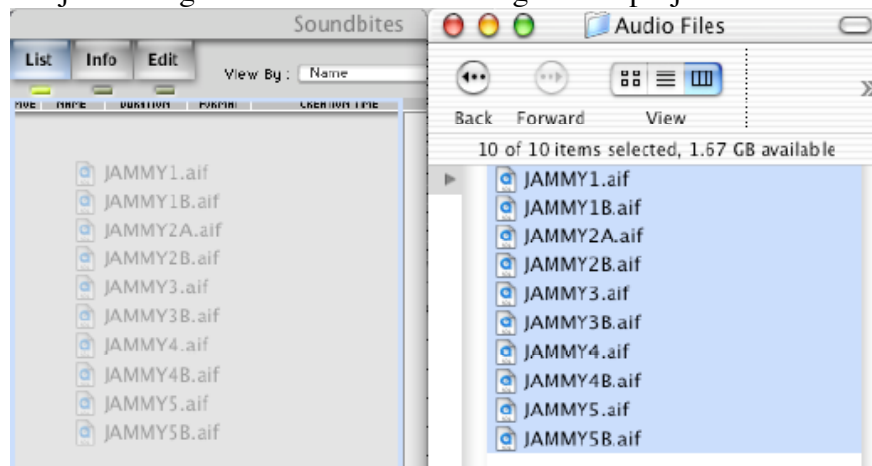 Soundbites
List Info Edit
View By : Name
MOVE NAME DURATION FORMAT CREATION TIME
JAMMY1.aif
JAMMY1B.aif
JAMMY2A.aif
JAMMY2B.aif
JAMMY3.aif
JAMMY3B.aif
JAMMY4.aif
JAMMY4B.aif
JAMMY5.aif
JAMMY5B.aif
Audio Files
Back Forward View
10 of 10 items selected, 1.67 GB available
JAMMY1.aif
JAMMY1B.aif
JAMMY2A.aif
JAMMY2B.aif
JAMMY3.aif
JAMMY3B.aif
JAMMY4.aif
JAMMY4B.aif
JAMMY5.aif
JAMMY5B.aif